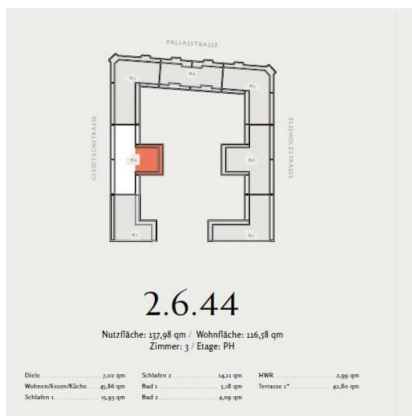 PALLASSTRASSE
GLEDITSCHSTRASSE
ELSSHOLZSTRASSE
2.6.44
Nutzfläche: 137,98 qm / Wohnfläche: 116,58 qm
Zimmer: 3 / Etage: PH
Diele 7,02 qm
Wohnen/Essen/Küche 45,86 qm
Schlafen 1 15,93 qm
Schlafen 2 14,21 qm
Bad 1 5,18 qm
Bad 2 4,09 qm
HWR 2,99 qm
Terrasse 1* 42,80 qm